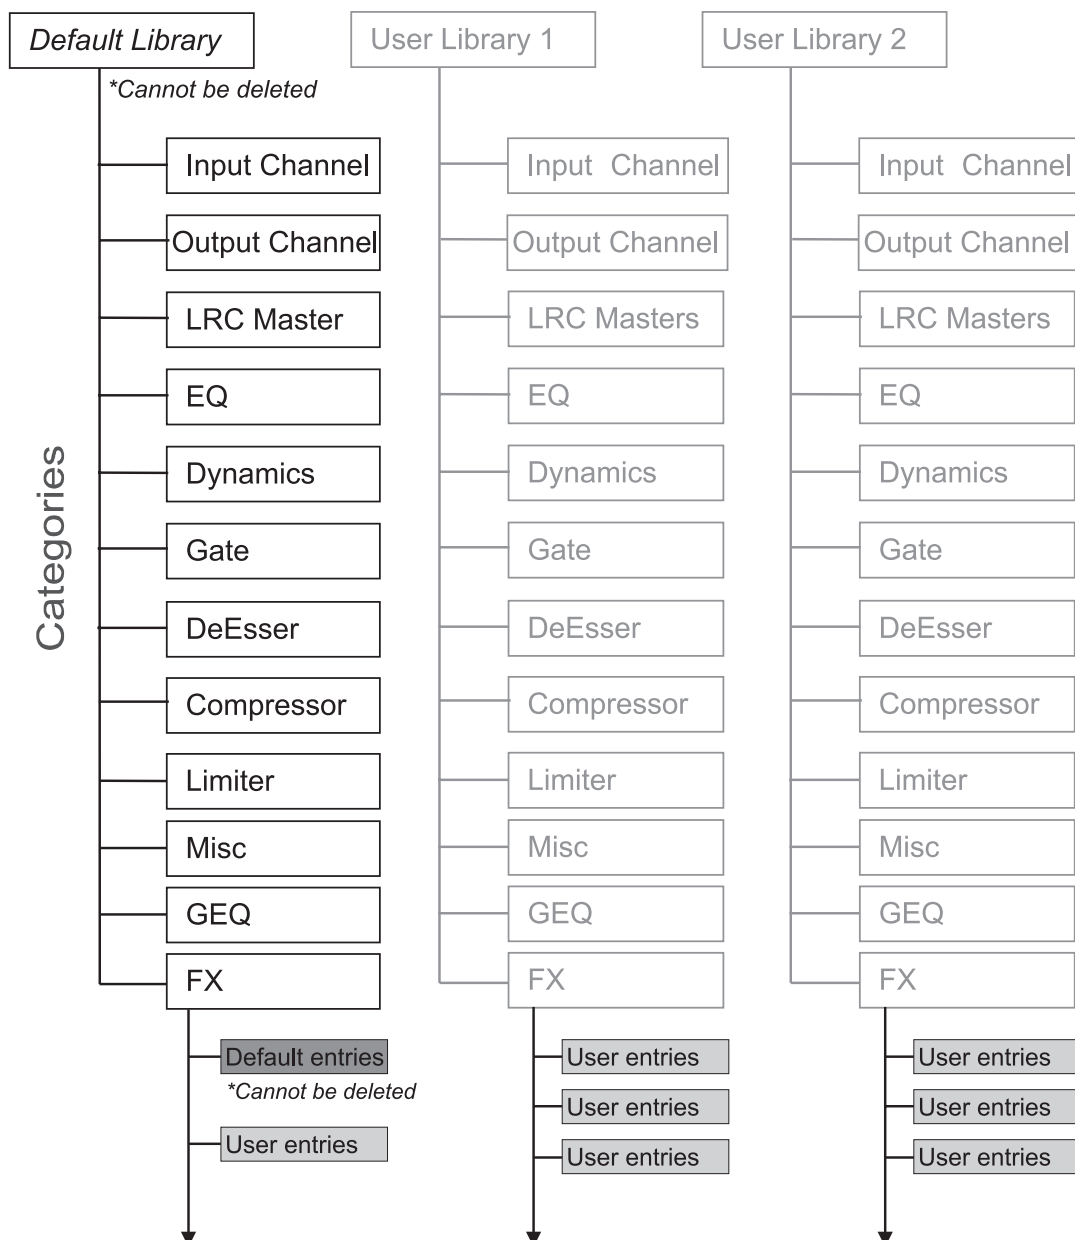 Default Library
*Cannot be deleted
Categories
Input Channel
Output Channel
LRC Master
EQ
Dynamics
Gate
DeEsser
Compressor
Limiter
Misc
GEQ
FX
Default entries
*Cannot be deleted
User entries
User Library 1
Input Channel
Output Channel
LRC Masters
EQ
Dynamics
Gate
DeEsser
Compressor
Limiter
Misc
GEQ
FX
User entries
User entries
User entries
User Library 2
Input Channel
Output Channel
LRC Masters
EQ
Dynamics
Gate
DeEsser
Compressor
Limiter
Misc
GEQ
FX
User entries
User entries
User entries